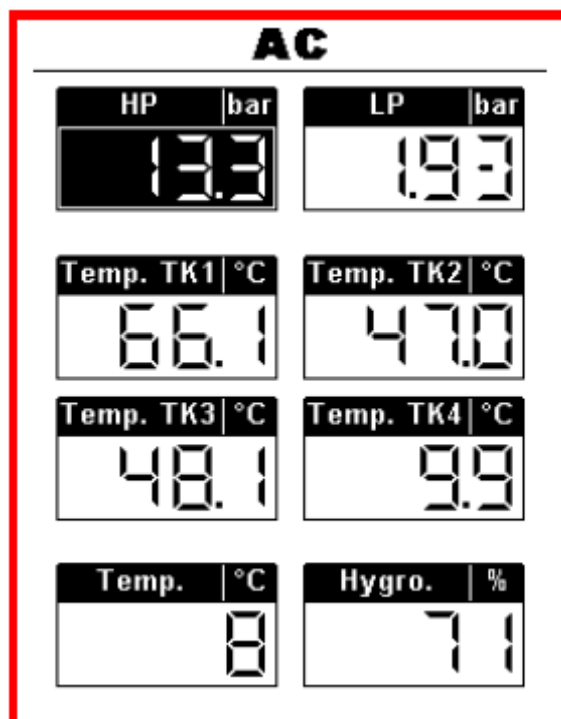 AC
HP bar LP bar
13.3 1.93
Temp. TK1 °C Temp. TK2 °C
66.1 47.0
Temp. TK3 °C Temp. TK4 °C
48.1 9.9
Temp. °C Hygro. %
8 71